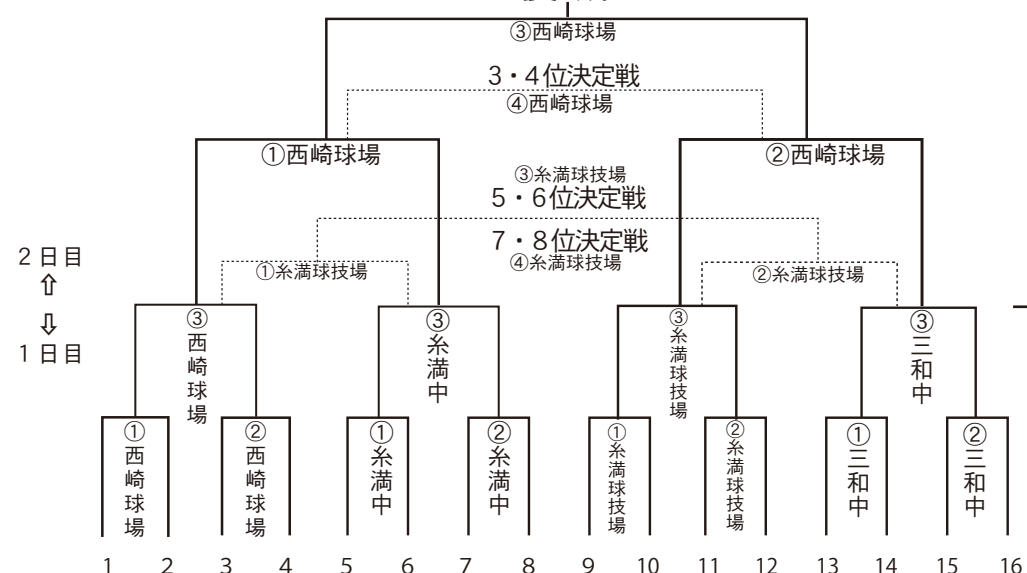 ③西崎球場
3・4位決定戦
④西崎球場
①西崎球場
②西崎球場
③糸満球技場
5・6位決定戦
7・8位決定戦
④糸満球技場
①糸満球技場
②糸満球技場
2日目
⇧
⇩
1日目
③西崎球場
③糸満中
③糸満球技場
③三和中
①西崎球場
②西崎球場
①糸満中
②糸満中
①糸満球技場
②糸満球技場
①三和中
②三和中
1 2 3 4 5 6 7 8 9 10 11 12 13 14 15 16